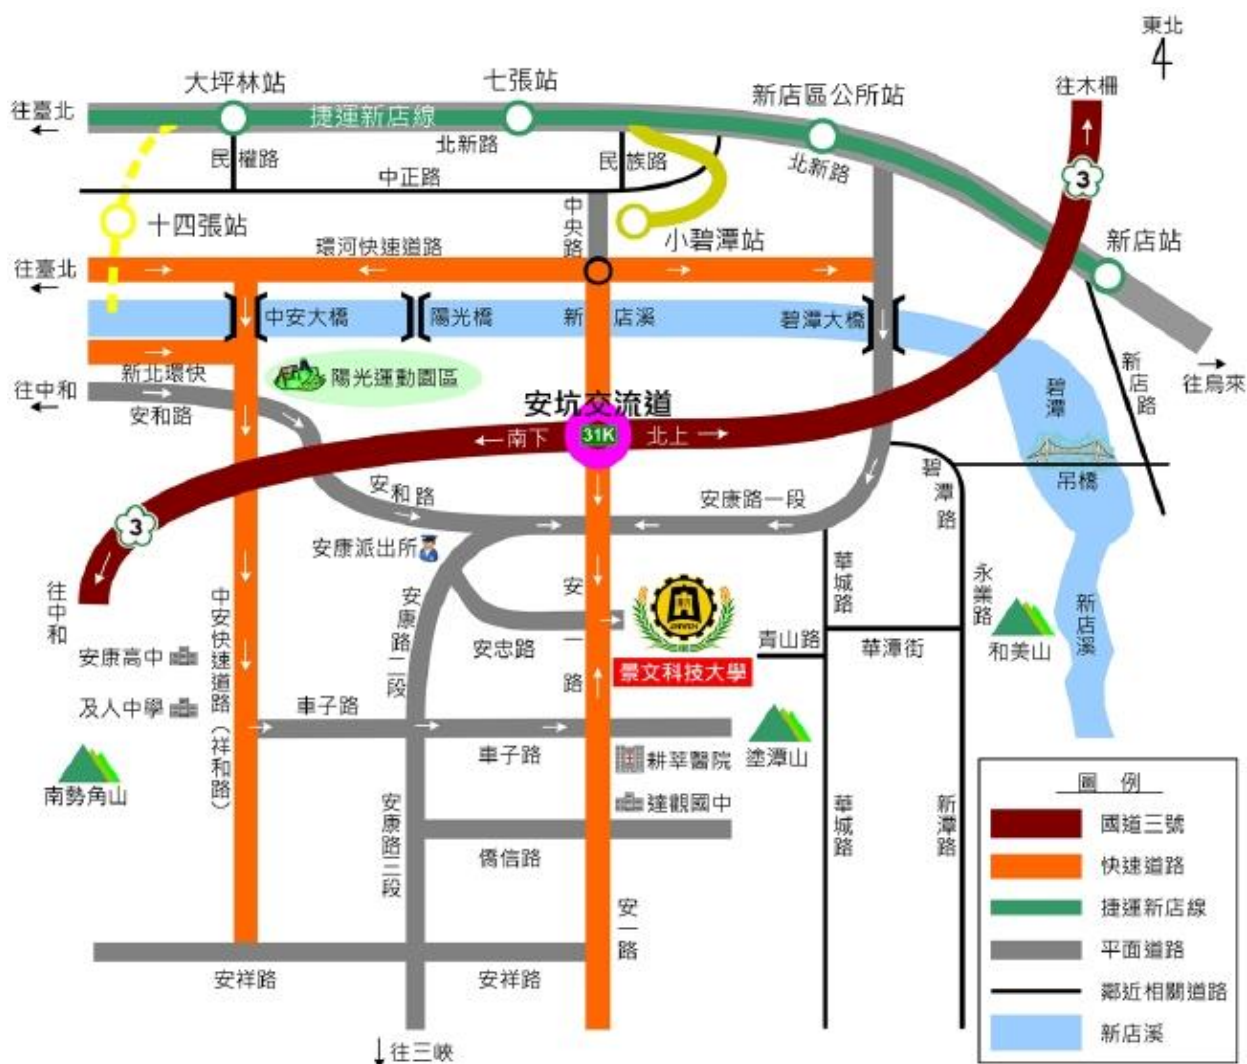 東北
往木柵
大坪林站
七張站
新店區公所站
往臺北
捷運新店線
北新路
北新路
民權路
民族路
中正路
3
十四張站
中央路
小碧潭站
新店站
環河快速道路
往臺北
中安大橋
陽光橋
新店溪
碧潭大橋
新北環快
陽光運動園區
往中和
安和路
新店路
往烏來
碧潭
安坑交流道
31K
南下
北上
吊橋
碧潭路
安和路
安康路一段
3
安康派出所
往中和
中安快速道路（祥和路）
安康路二段
安一路
華城路
永業路
新店溪
安康高中
安忠路
景文科技大學
青山路
華潭街
和美山
及人中學
車子路
車子路
耕莘醫院
塗潭山
南勢角山
達觀國中
安康路三段
華城路
新潭路
僑信路
安一路
安祥路
安祥路
往三峽
圖例
國道三號
快速道路
捷運新店線
平面道路
鄰近相關道路
新店溪